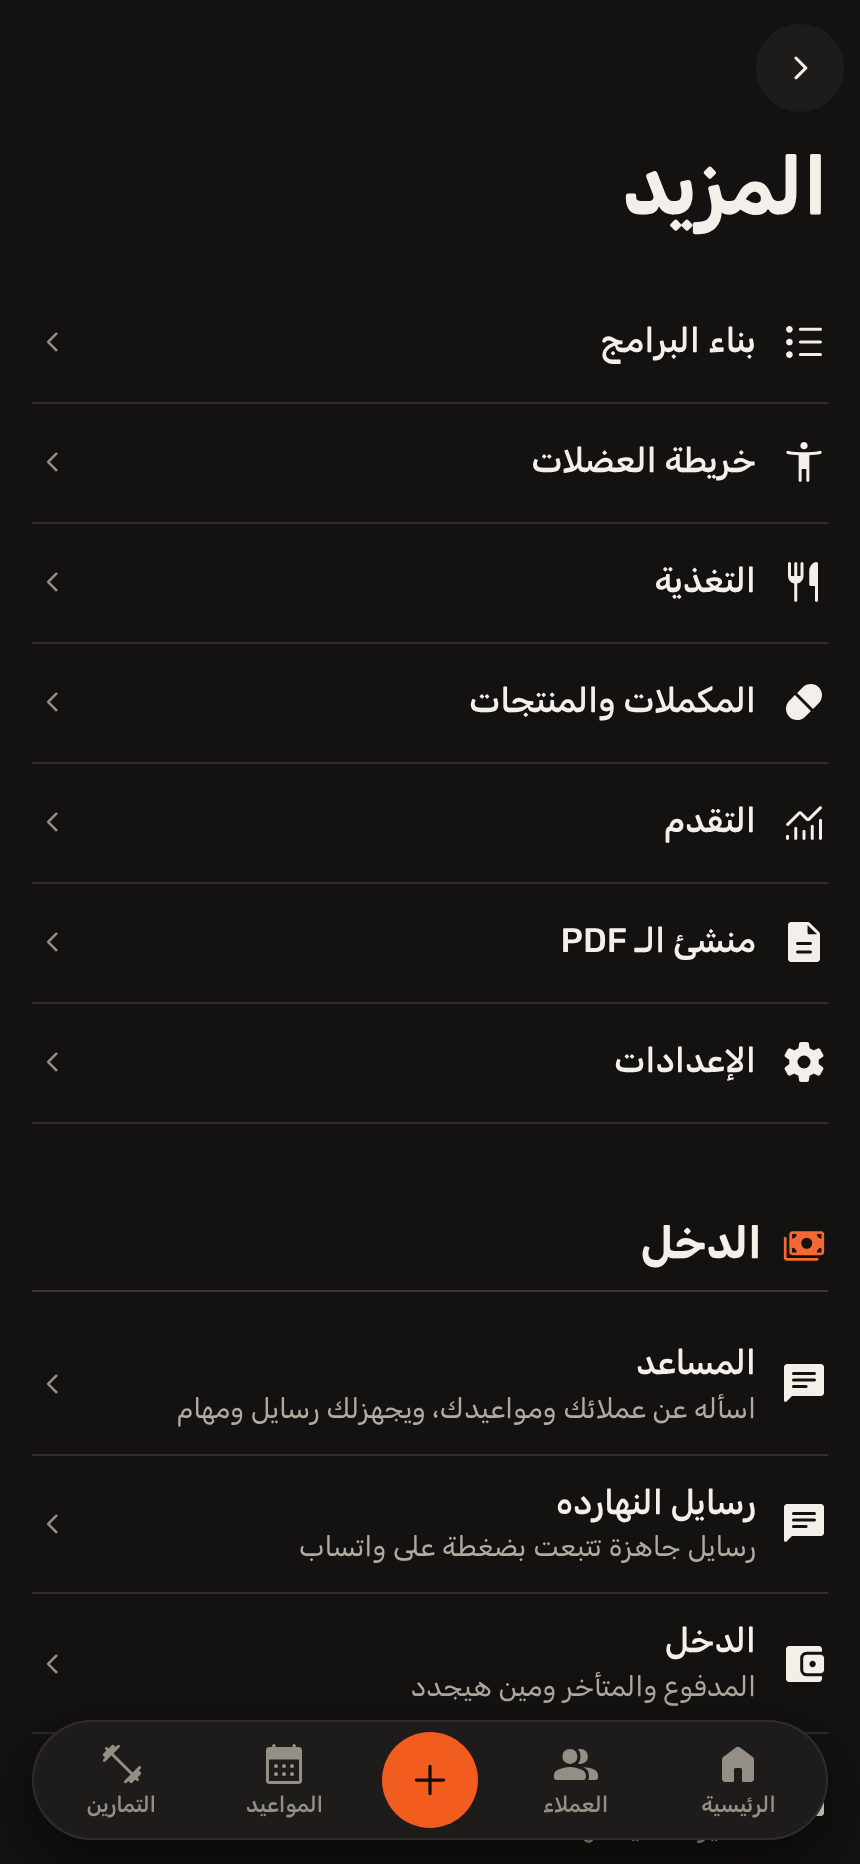 المزيد
بناء البرامج
خريطة العضلات
التغذية
المكملات والمنتجات
التقدم
منشئ الـ PDF
الإعدادات
الدخل
المساعد
اسأله عن عملائك ومواعيدك، ويجهزلك رسايل ومهام
رسايل النهارده
رسايل جاهزة تتبعت بضغطة على واتساب
الدخل
المدفوع والمتأخر ومين هيجدد
الرئيسية
العملاء
المواعيد
التمارين